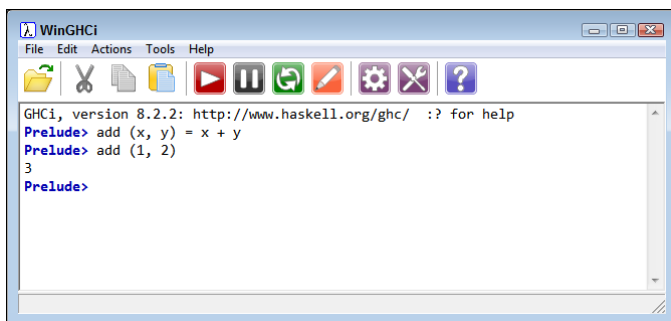 WinGHCi
File Edit Actions Tools Help
GHCi, version 8.2.2: http://www.haskell.org/ghc/  :? for help
Prelude> add (x, y) = x + y
Prelude> add (1, 2)
3
Prelude>